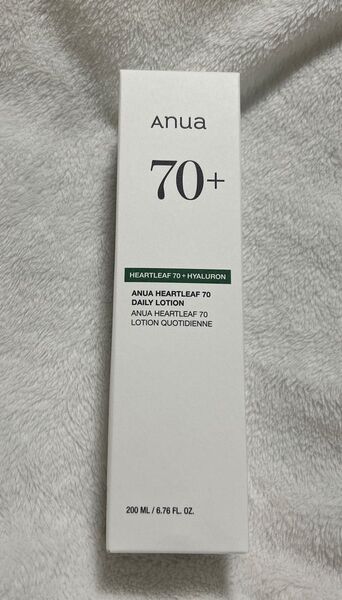 Anua
70+
HEARTLEAF 70 + HYALURON
ANUA HEARTLEAF 70
DAILY LOTION
ANUA HEARTLEAF 70
LOTION QUOTIDIENNE
200 ML / 6.76 FL. OZ.